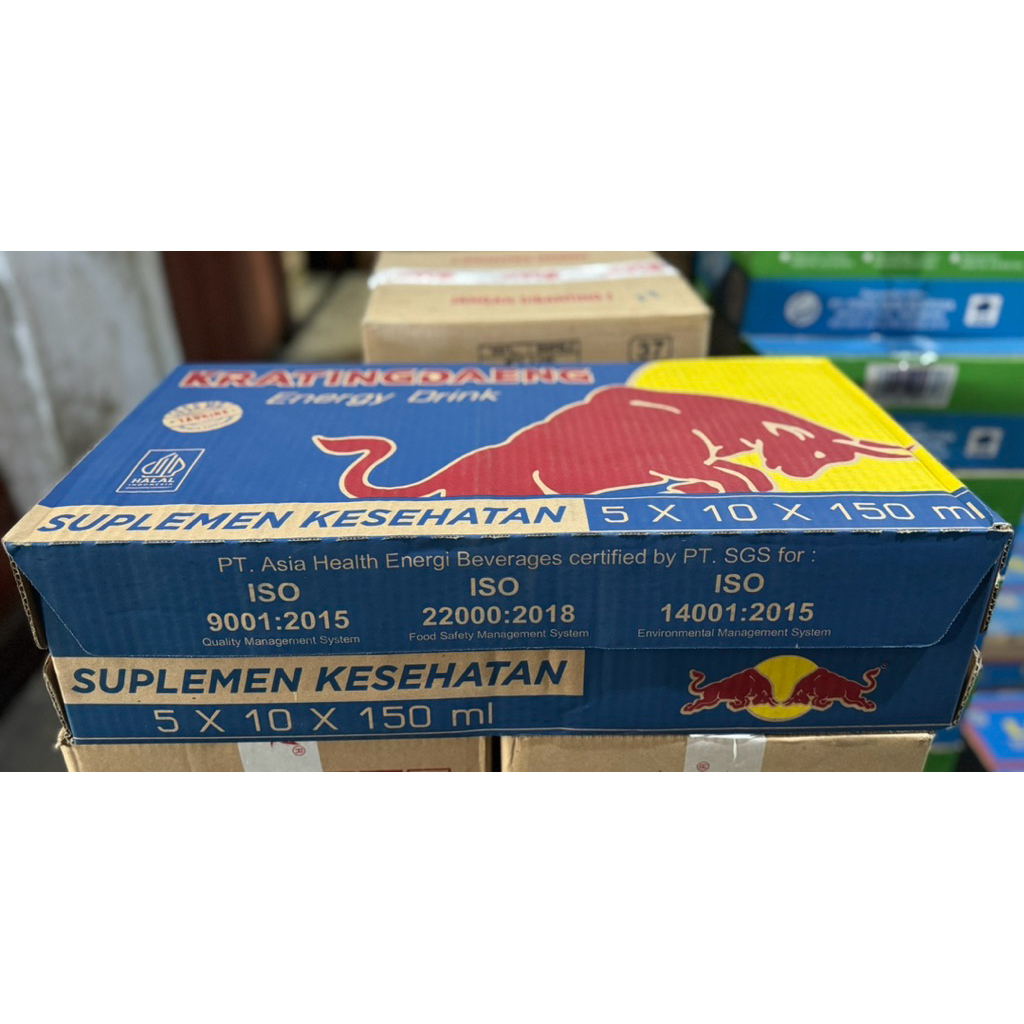 KRATINGDAENG
Energy Drink
HALAL
INDONESIA
SUPLEMEN KESEHATAN
5 X 10 X 150 ml
PT. Asia Health Energi Beverages certified by PT. SGS for :
ISO
9001:2015
Quality Management System
ISO
22000:2018
Food Safety Management System
ISO
14001:2015
Environmental Management System
SUPLEMEN KESEHATAN
5 X 10 X 150 ml
37